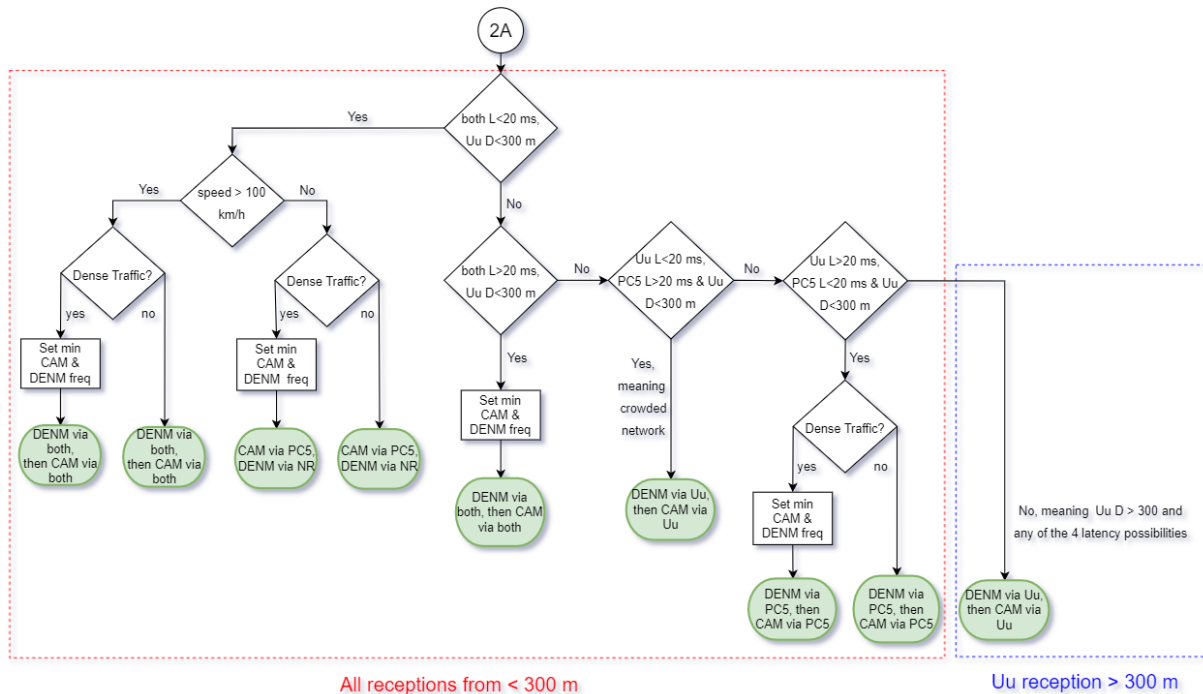 2A
both L<20 ms,
Uu D<300 m
Yes
No
speed > 100
km/h
Yes
No
Dense Traffic?
yes
no
Set min
CAM &
DENM freq
DENM via
both,
then CAM via
both
DENM via
both,
then CAM via
both
Dense Traffic?
yes
no
Set min
CAM &
DENM freq
CAM via PC5,
DENM via NR
CAM via PC5,
DENM via NR
both L>20 ms,
Uu D<300 m
No
Yes
Set min
CAM &
DENM freq
DENM via
both, then CAM
via both
Uu L<20 ms,
PC5 L>20 ms & Uu
D<300 m
No
Yes,
meaning
crowded
network
DENM via Uu,
then CAM via
Uu
Uu L>20 ms,
PC5 L<20 ms & Uu
D<300 m
Yes
Dense Traffic?
yes
no
Set min
CAM &
DENM freq
DENM via
PC5, then
CAM via PC5
DENM via
PC5, then
CAM via PC5
No, meaning Uu D > 300 and
any of the 4 latency possibilities
DENM via Uu,
then CAM via
Uu
All receptions from < 300 m
Uu reception > 300 m